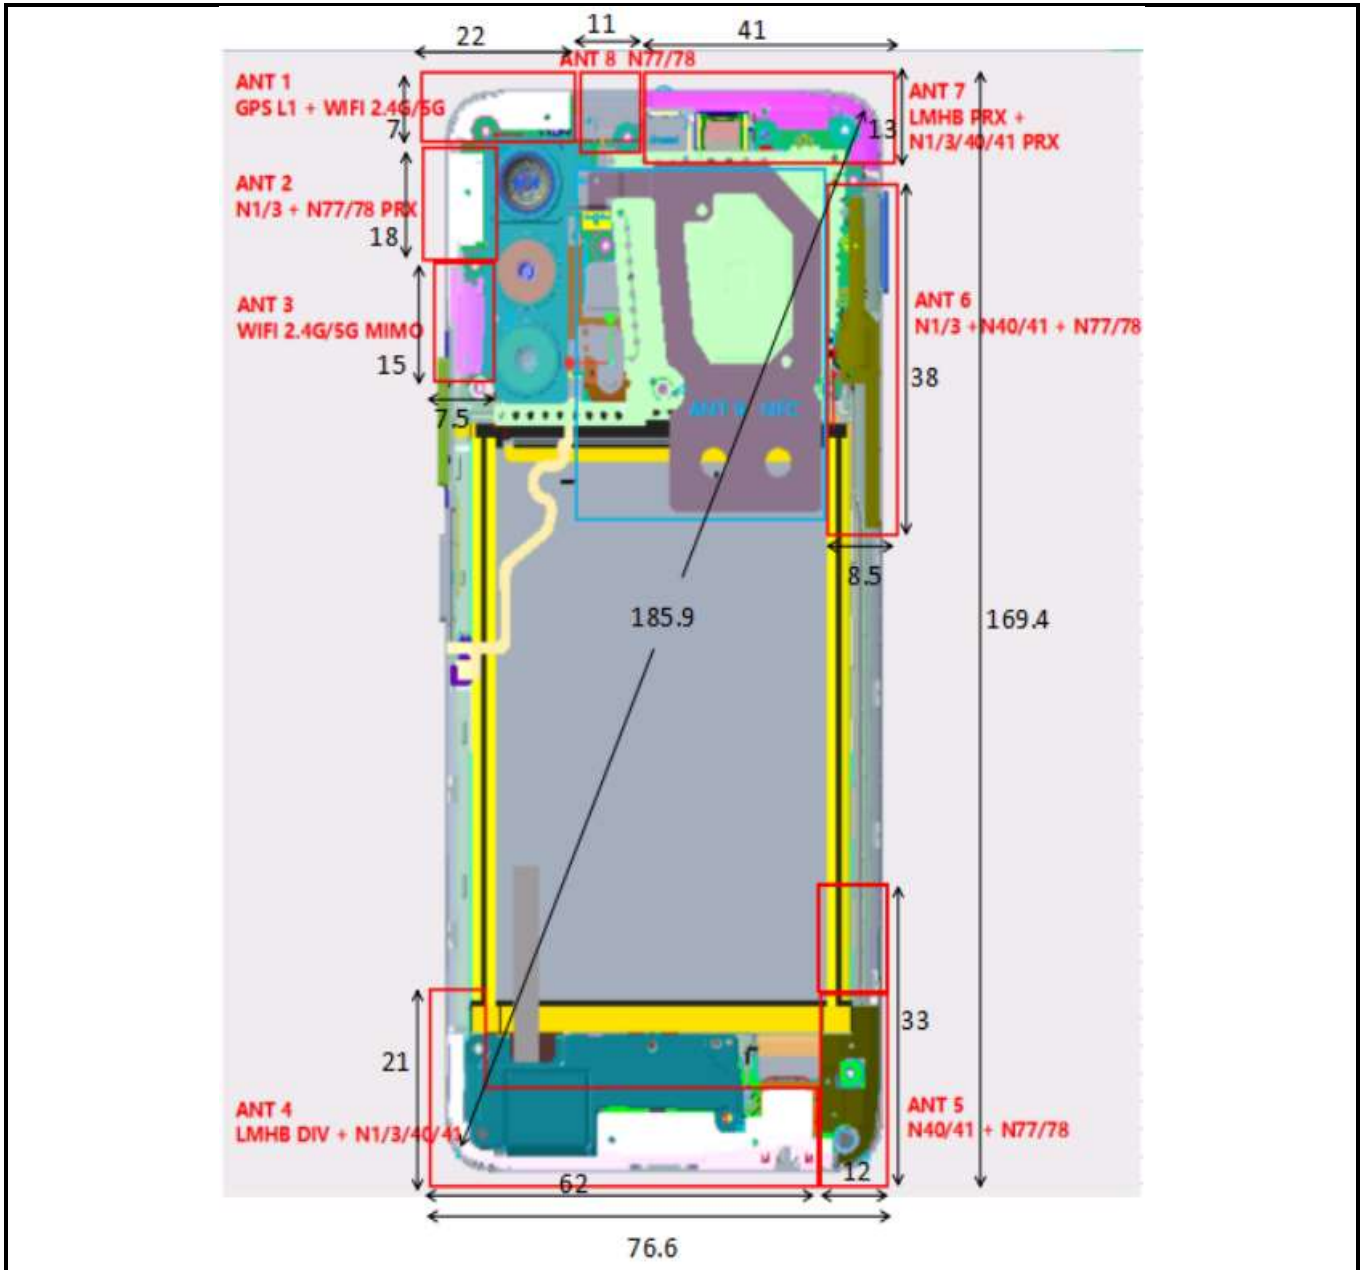 22
11
41
ANT 8 N77/78
ANT 1
GPS L1 + WIFI 2.4G/5G
7
ANT 7
LMHB PRX +
N1/3/40/41 PRX
13
ANT 2
N1/3 + N77/78 PRX
18
ANT 3
WIFI 2.4G/5G MIMO
15
7.5
ANT 6
N1/3 +N40/41 + N77/78
38
ANT 9 NFC
8.5
185.9
169.4
33
21
ANT 4
LMHB DIV + N1/3/40/41
ANT 5
N40/41 + N77/78
62
12
76.6